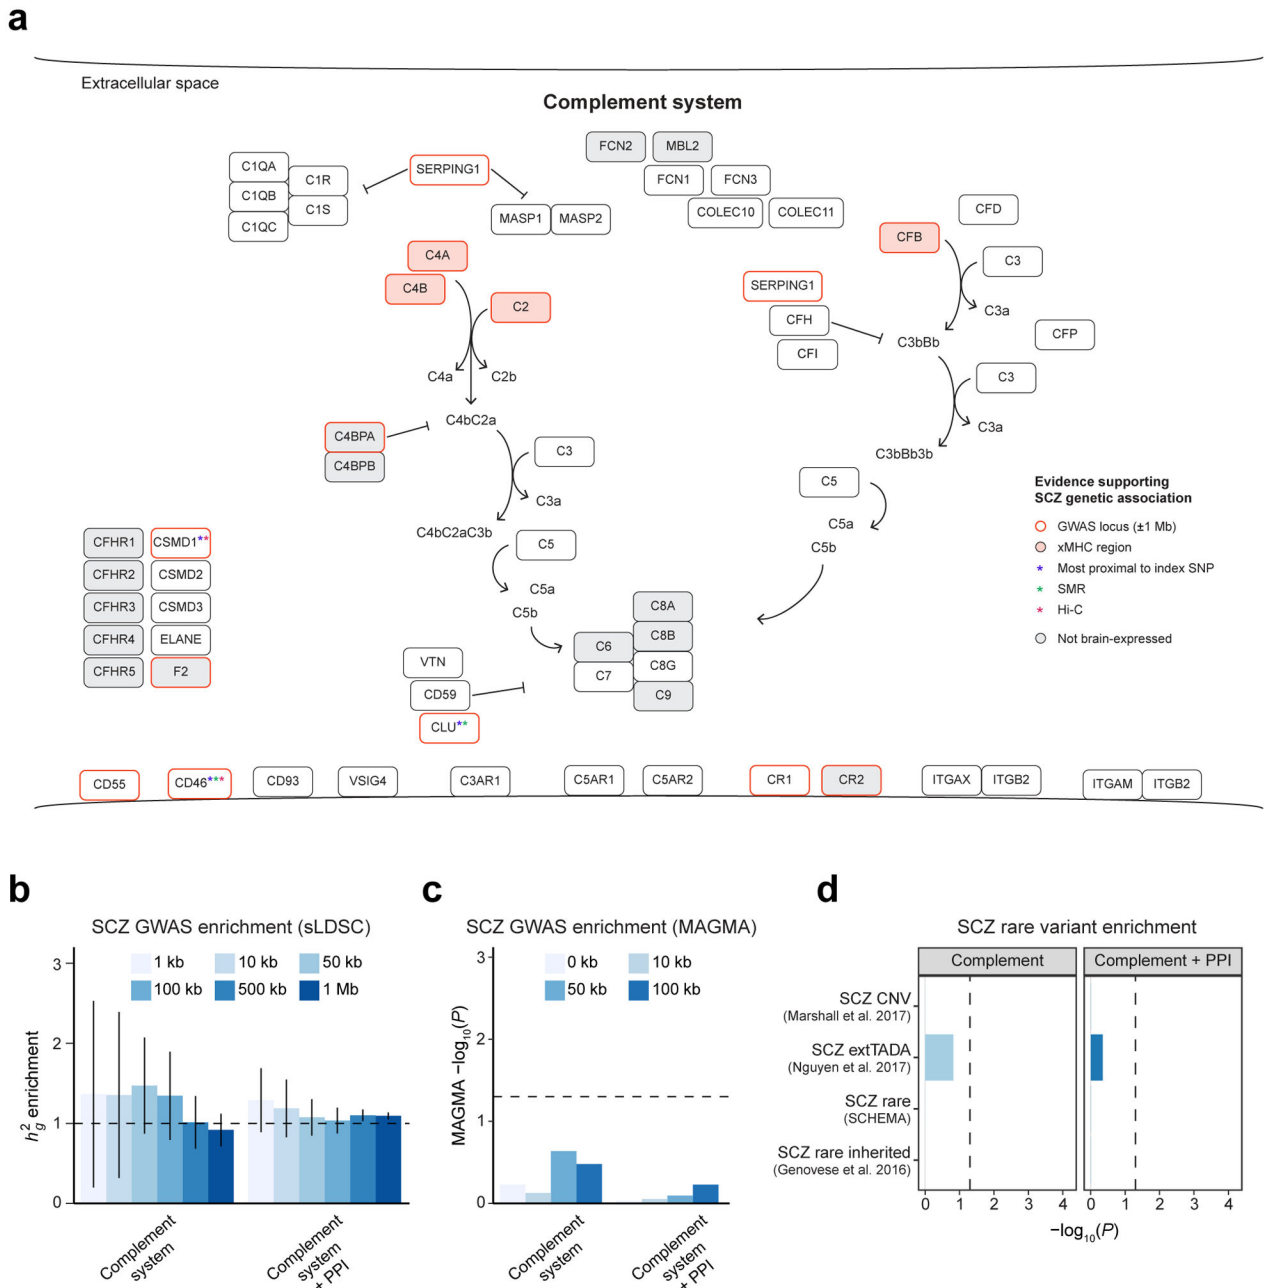 a
Extracellular space
Complement system
FCN2 MBL2
FCN1 FCN3
COLEC10 COLEC11
C1QA
C1QB
C1QC
C1R
C1S
SERPING1
MASP1 MASP2
CFD
CFB
C3
C3a
C4A
C4B
C2
SERPING1
CFH
CFI
C3bBb
CFP
C4a C2b
C3
C3a
C4bC2a
C4BPA
C4BPB
C3
C3a
C3bBb3b
C5
C5a
C5b
C4bC2aC3b
C5
C5a
C5b
Evidence supporting
SCZ genetic association
GWAS locus (±1 Mb)
xMHC region
* Most proximal to index SNP
* SMR
* Hi-C
Not brain-expressed
CFHR1 CSMD1**
CFHR2 CSMD2
CFHR3 CSMD3
CFHR4 ELANE
CFHR5 F2
C6
C7
C8A
C8B
C8G
C9
VTN
CD59
CLU**
CD55 CD46*** CD93 VSIG4 C3AR1 C5AR1 C5AR2 CR1 CR2 ITGAX ITGB2 ITGAM ITGB2
b
SCZ GWAS enrichment (sLDSC)
1 kb 10 kb 50 kb
100 kb 500 kb 1 Mb
h²g enrichment
3
2
1
0
Complement
system
Complement
system
+ PPI
c
SCZ GWAS enrichment (MAGMA)
0 kb 10 kb
50 kb 100 kb
MAGMA −log10(P)
3
2
1
0
Complement
system
Complement
system
+ PPI
d
SCZ rare variant enrichment
Complement Complement + PPI
SCZ CNV
(Marshall et al. 2017)
SCZ extTADA
(Nguyen et al. 2017)
SCZ rare
(SCHEMA)
SCZ rare inherited
(Genovese et al. 2016)
0 1 2 3 4 0 1 2 3 4
−log10(P)